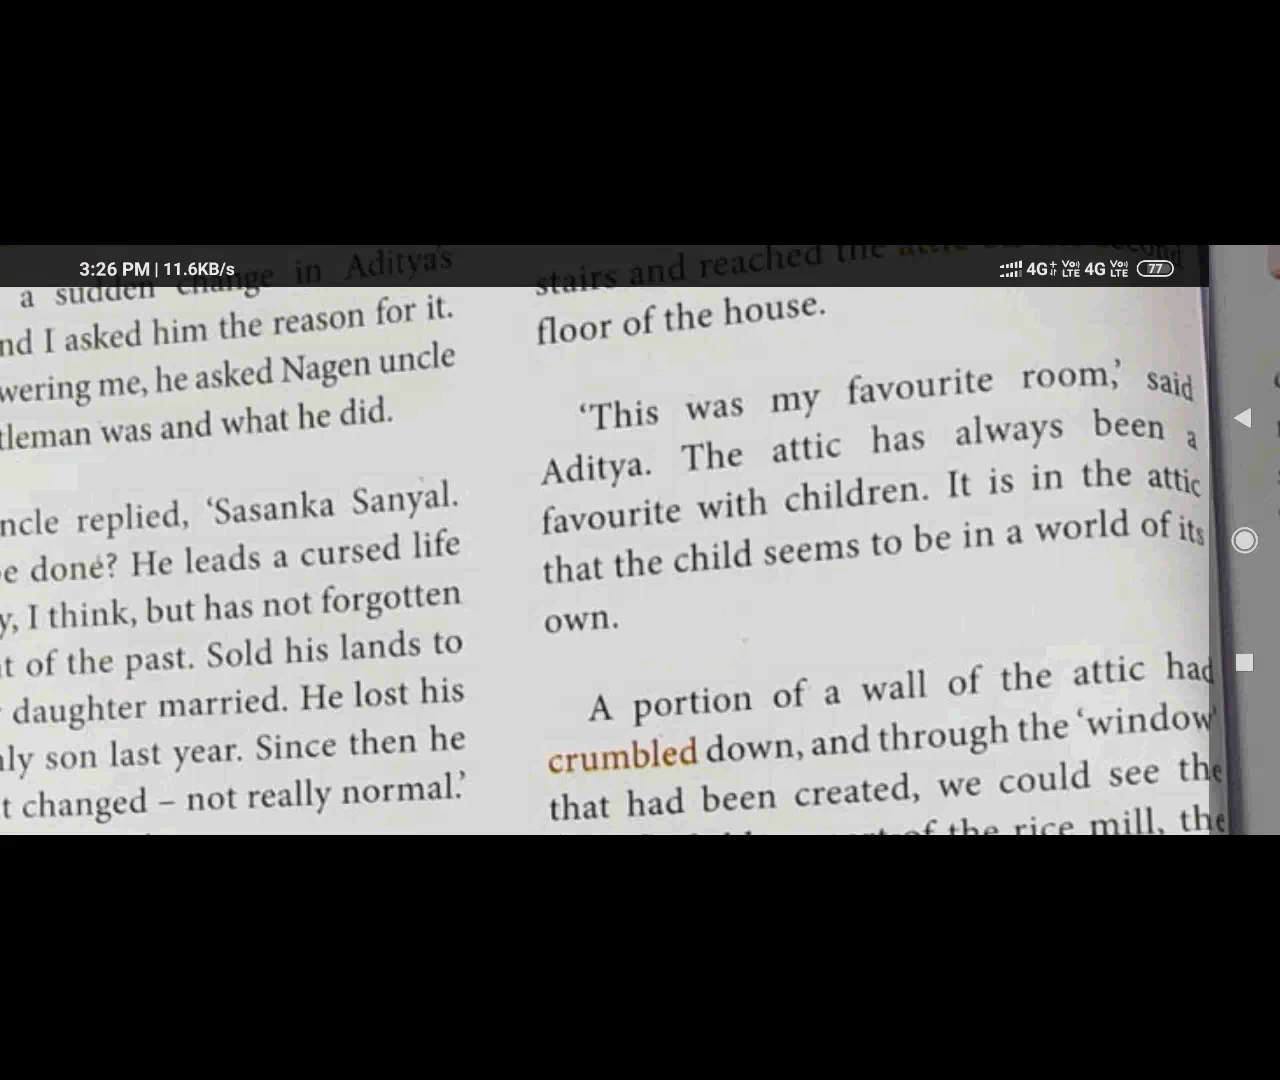 3:26 PM | 11.6KB/s
4G VoLTE 4G VoLTE 77
a sudden change in Aditya's
nd I asked him the reason for it.
wering me, he asked Nagen uncle
tleman was and what he did.
ncle replied, ‘Sasanka Sanyal.
e done? He leads a cursed life
y, I think, but has not forgotten
t of the past. Sold his lands to
daughter married. He lost his
ly son last year. Since then he
t changed – not really normal.’
stairs and reached the attic second
floor of the house.
‘This was my favourite room,’ said
Aditya. The attic has always been a
favourite with children. It is in the attic
that the child seems to be in a world of its
own.
A portion of a wall of the attic had
crumbled down, and through the ‘window’
that had been created, we could see the
of the rice mill, the